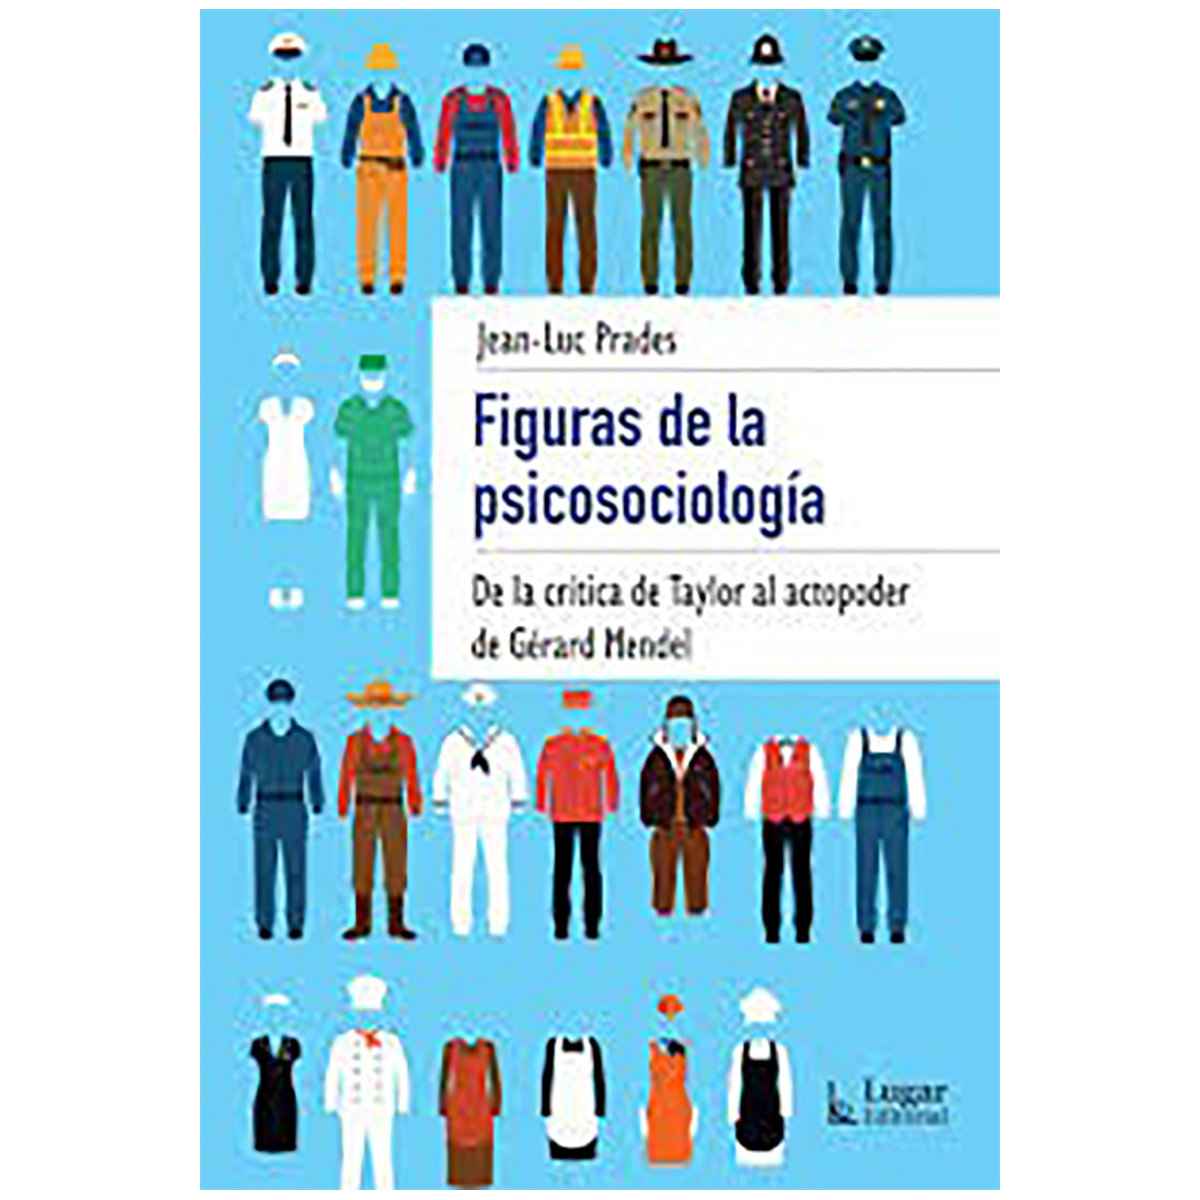 Jean-Luc Prades
Figuras de la
psicosociología
De la crítica de Taylor al actopoder
de Gérard Mendel
Lugar
Editorial